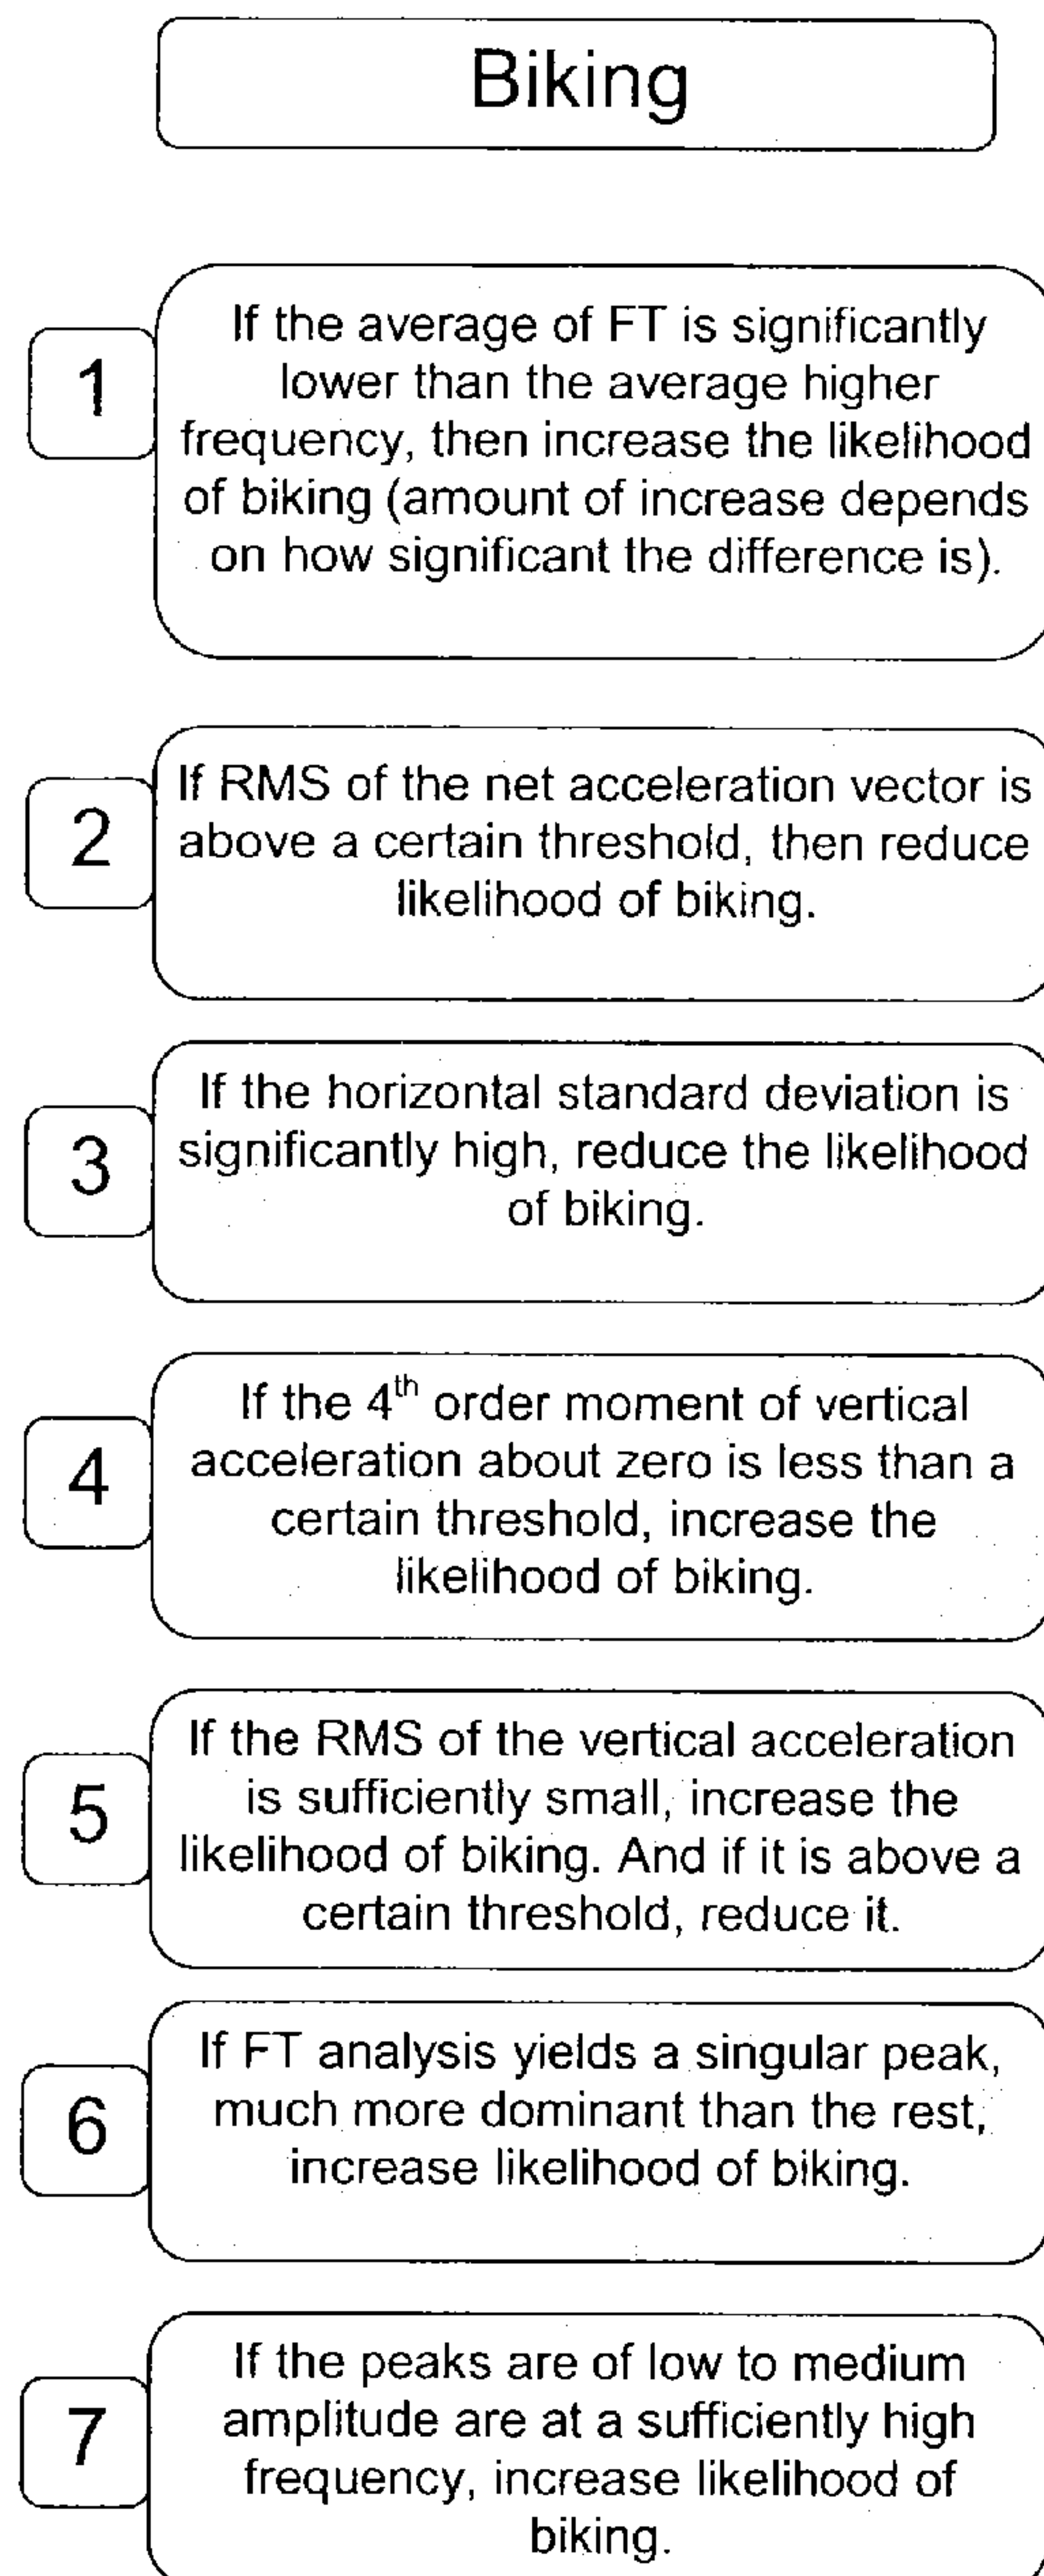 Biking
1
If the average of FT is significantly
lower than the average higher
frequency, then increase the likelihood
of biking (amount of increase depends
on how significant the difference is).
2
If RMS of the net acceleration vector is
above a certain threshold, then reduce
likelihood of biking.
3
If the horizontal standard deviation is
significantly high, reduce the likelihood
of biking.
4
If the 4th order moment of vertical
acceleration about zero is less than a
certain threshold, increase the
likelihood of biking.
5
If the RMS of the vertical acceleration
is sufficiently small, increase the
likelihood of biking. And if it is above a
certain threshold, reduce it.
6
If FT analysis yields a singular peak,
much more dominant than the rest,
increase likelihood of biking.
7
If the peaks are of low to medium
amplitude are at a sufficiently high
frequency, increase likelihood of
biking.